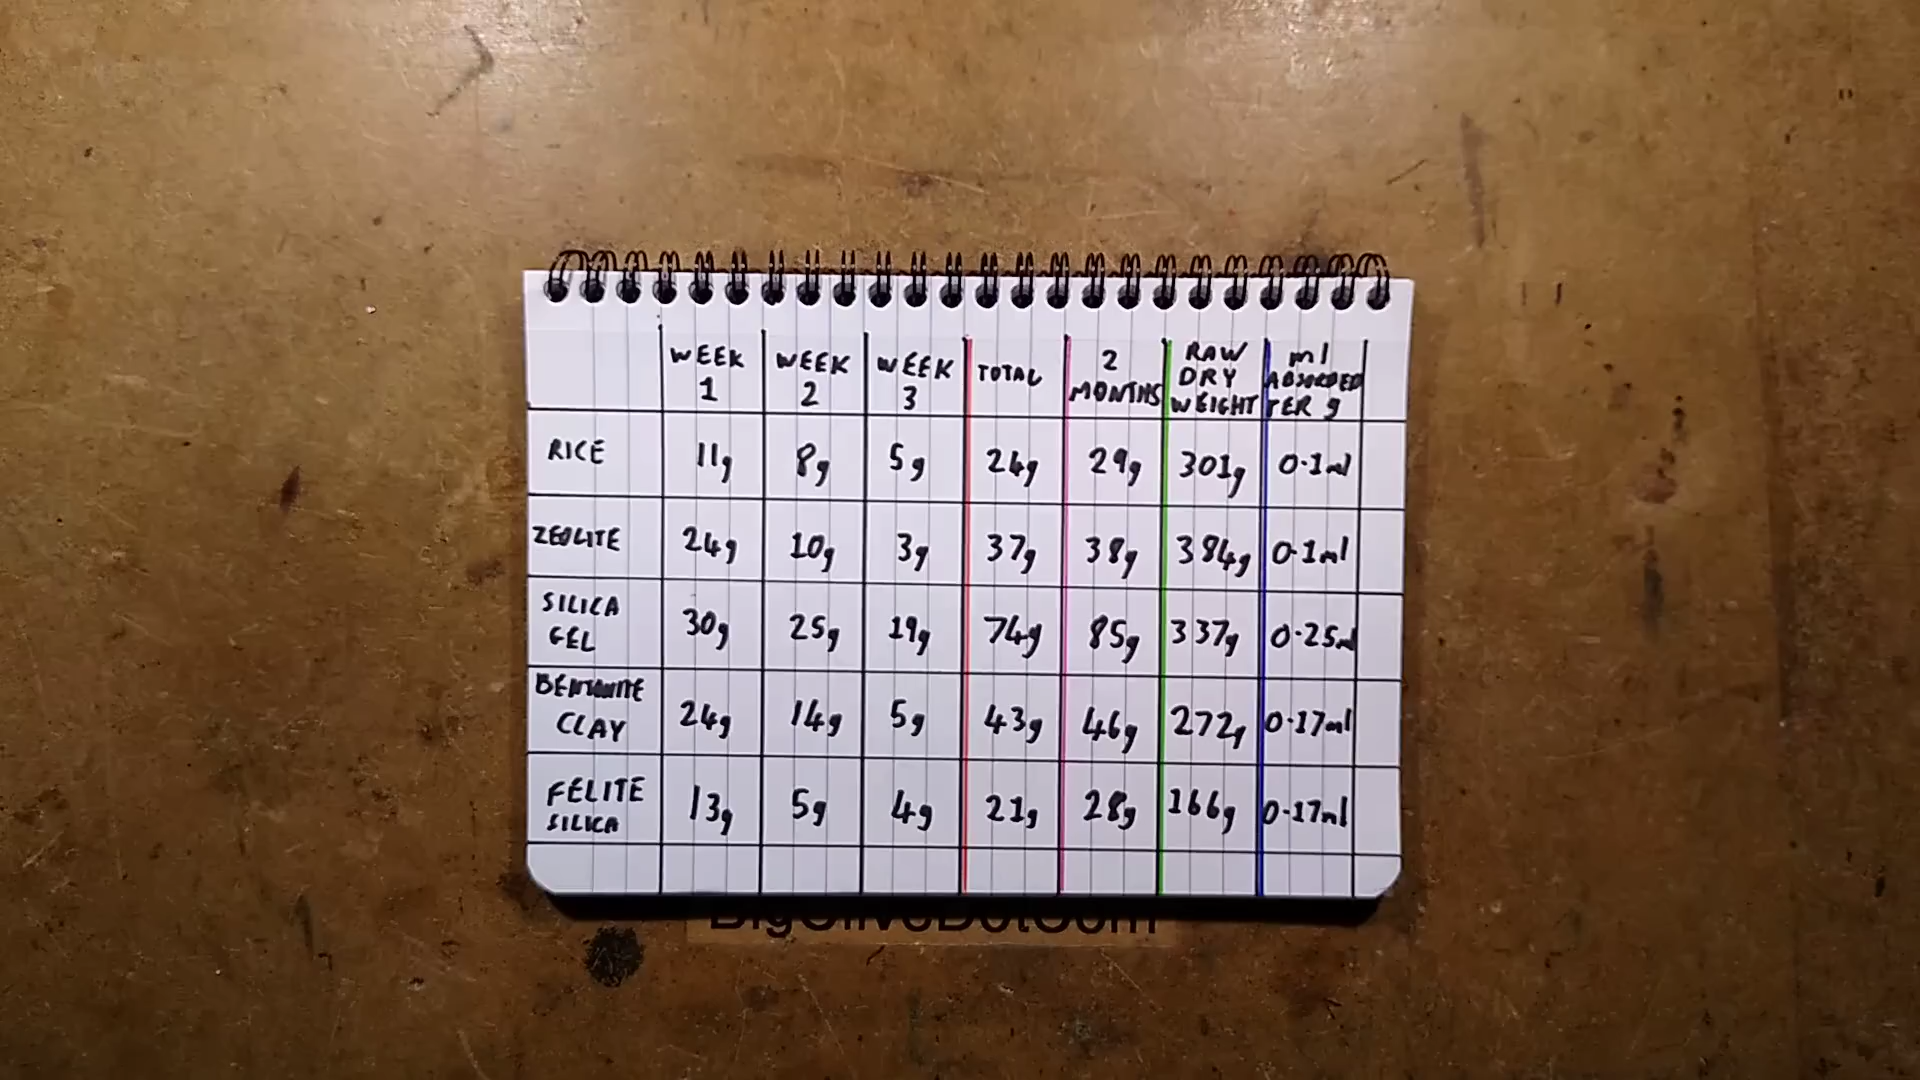 WEEK 1 WEEK 2 WEEK 3 TOTAL 2 MONTHS RAW DRY WEIGHT ml ABSORBED PER g
RICE 11g 8g 5g 24g 29g 301g 0.1ml
ZEOLITE 24g 10g 3g 37g 38g 384g 0.1ml
SILICA GEL 30g 25g 19g 74g 85g 337g 0.25ml
BENTONITE CLAY 24g 14g 5g 43g 46g 272g 0.17ml
FELITE SILICA 13g 5g 4g 21g 28g 166g 0.17ml
BigCliveDotCom